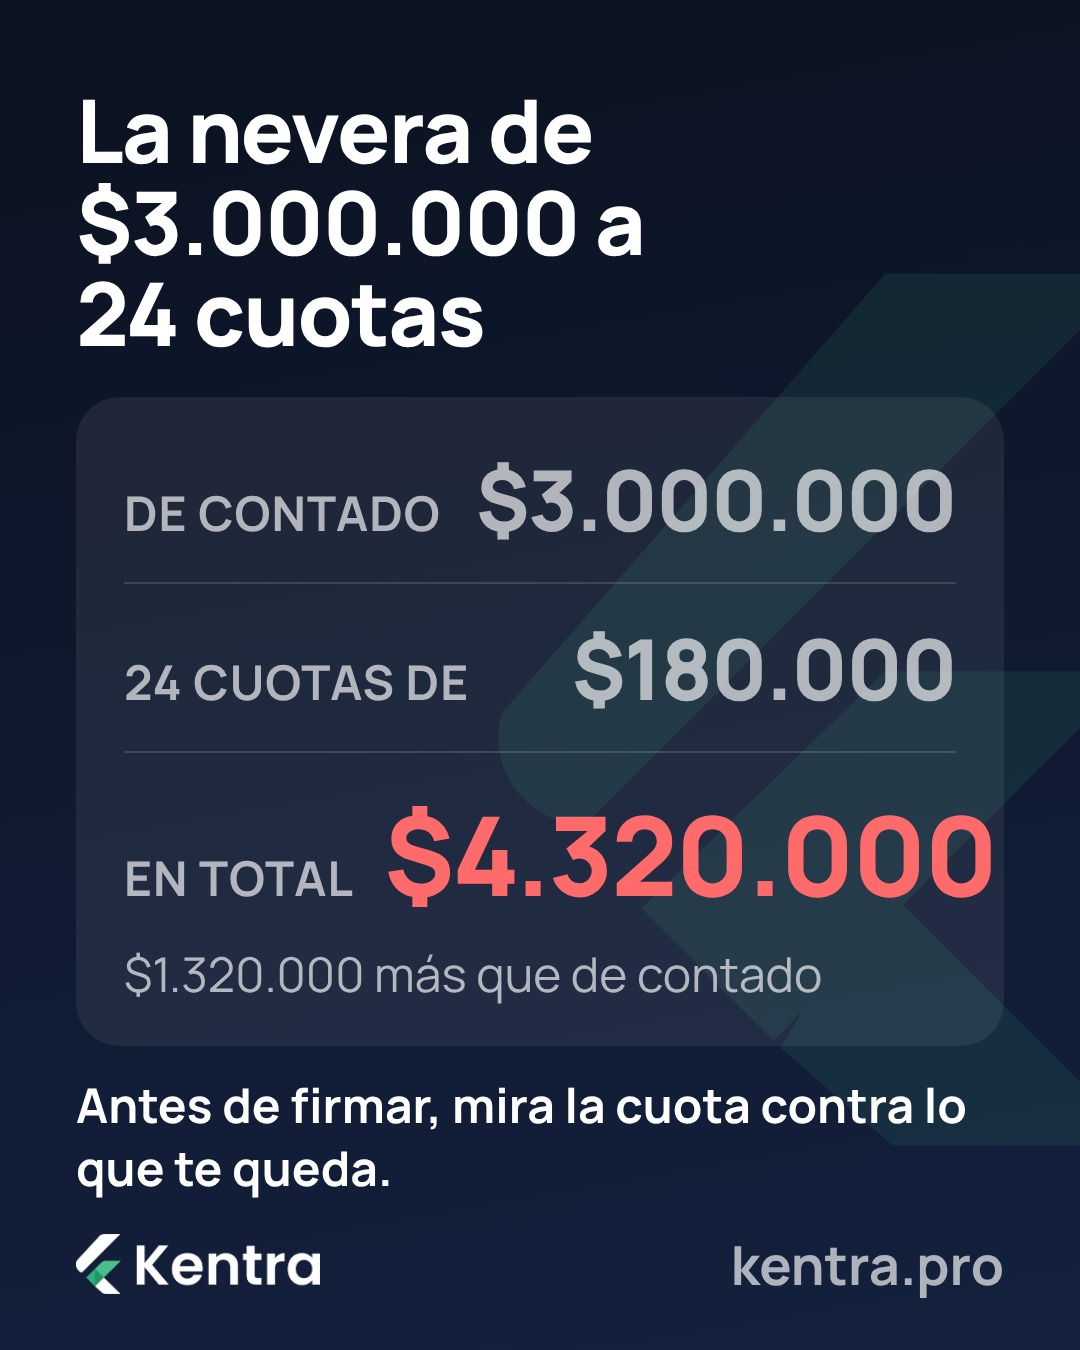 La nevera de
$3.000.000 a
24 cuotas
DE CONTADO $3.000.000
24 CUOTAS DE $180.000
EN TOTAL $4.320.000
$1.320.000 más que de contado
Antes de firmar, mira la cuota contra lo
que te queda.
Kentra kentra.pro